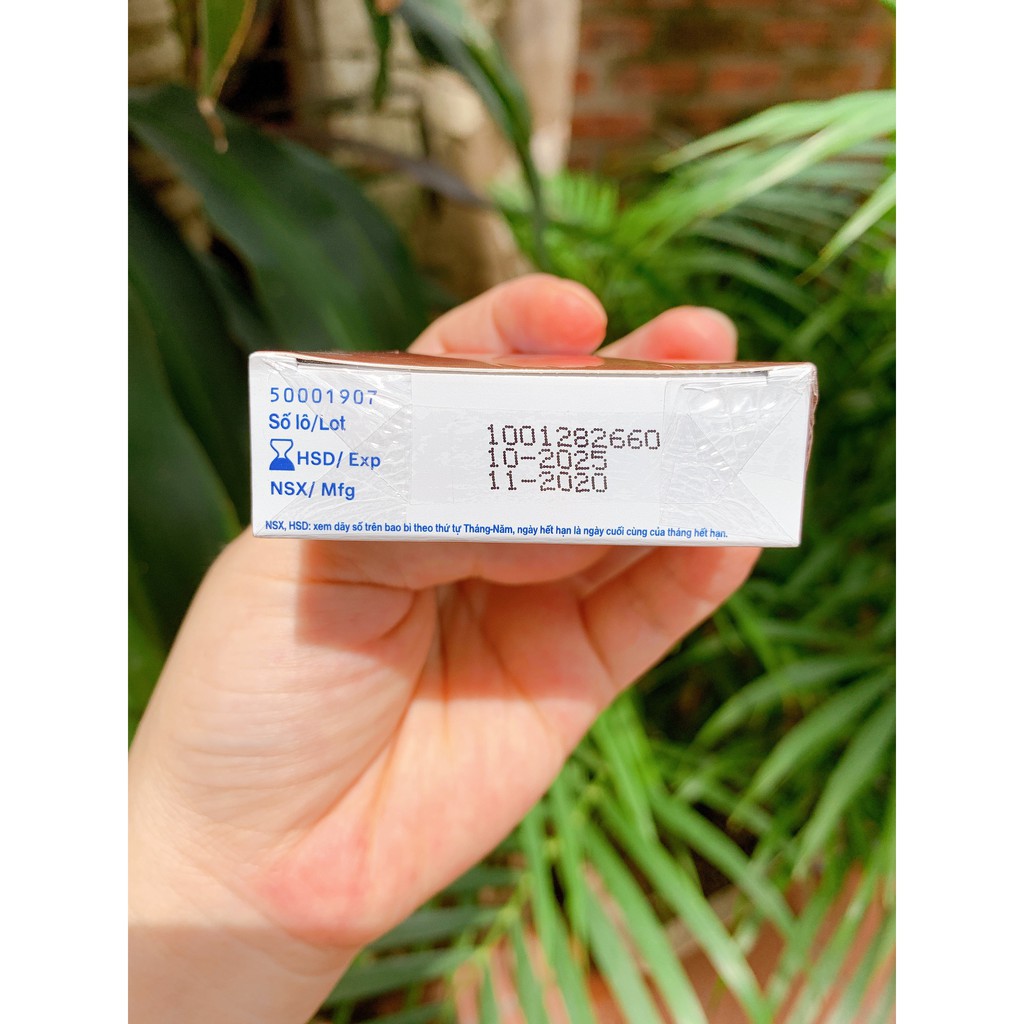 50001907
Số lô/Lot
HSD/ Exp
NSX/ Mfg
1001282660
10-2025
11-2020
NSX, HSD: xem dãy số trên bao bì theo thứ tự Tháng-Năm, ngày hết hạn là ngày cuối cùng của tháng hết hạn.